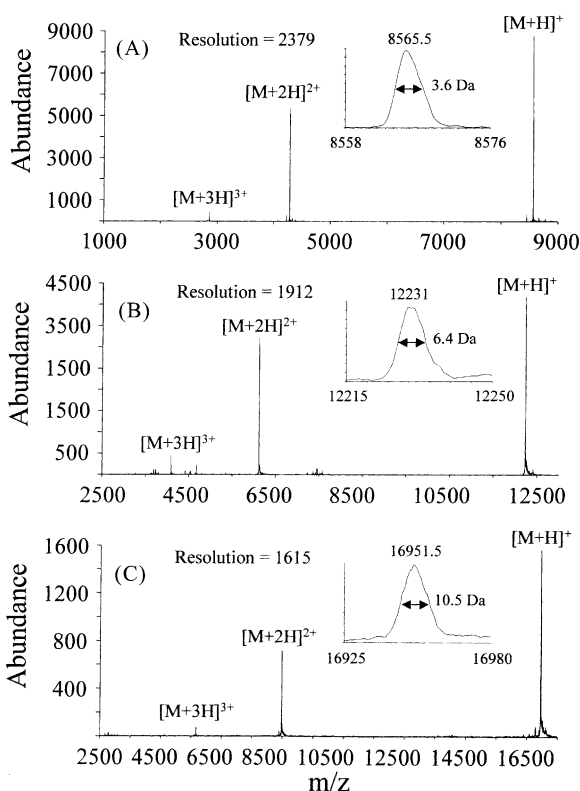 (A)
Resolution = 2379
8565.5
[M+H]⁺
[M+2H]²⁺
3.6 Da
[M+3H]³⁺
8558
8576
Abundance
9000
7000
5000
3000
1000
1000
3000
5000
7000
9000
(B)
Resolution = 1912
12231
[M+H]⁺
[M+2H]²⁺
6.4 Da
[M+3H]³⁺
12215
12250
Abundance
4500
3500
2500
1500
500
2500
4500
6500
8500
10500
12500
(C)
Resolution = 1615
16951.5
[M+H]⁺
[M+2H]²⁺
10.5 Da
[M+3H]³⁺
16925
16980
Abundance
1600
1200
800
400
2500
4500
6500
8500
10500
12500
14500
16500
m/z